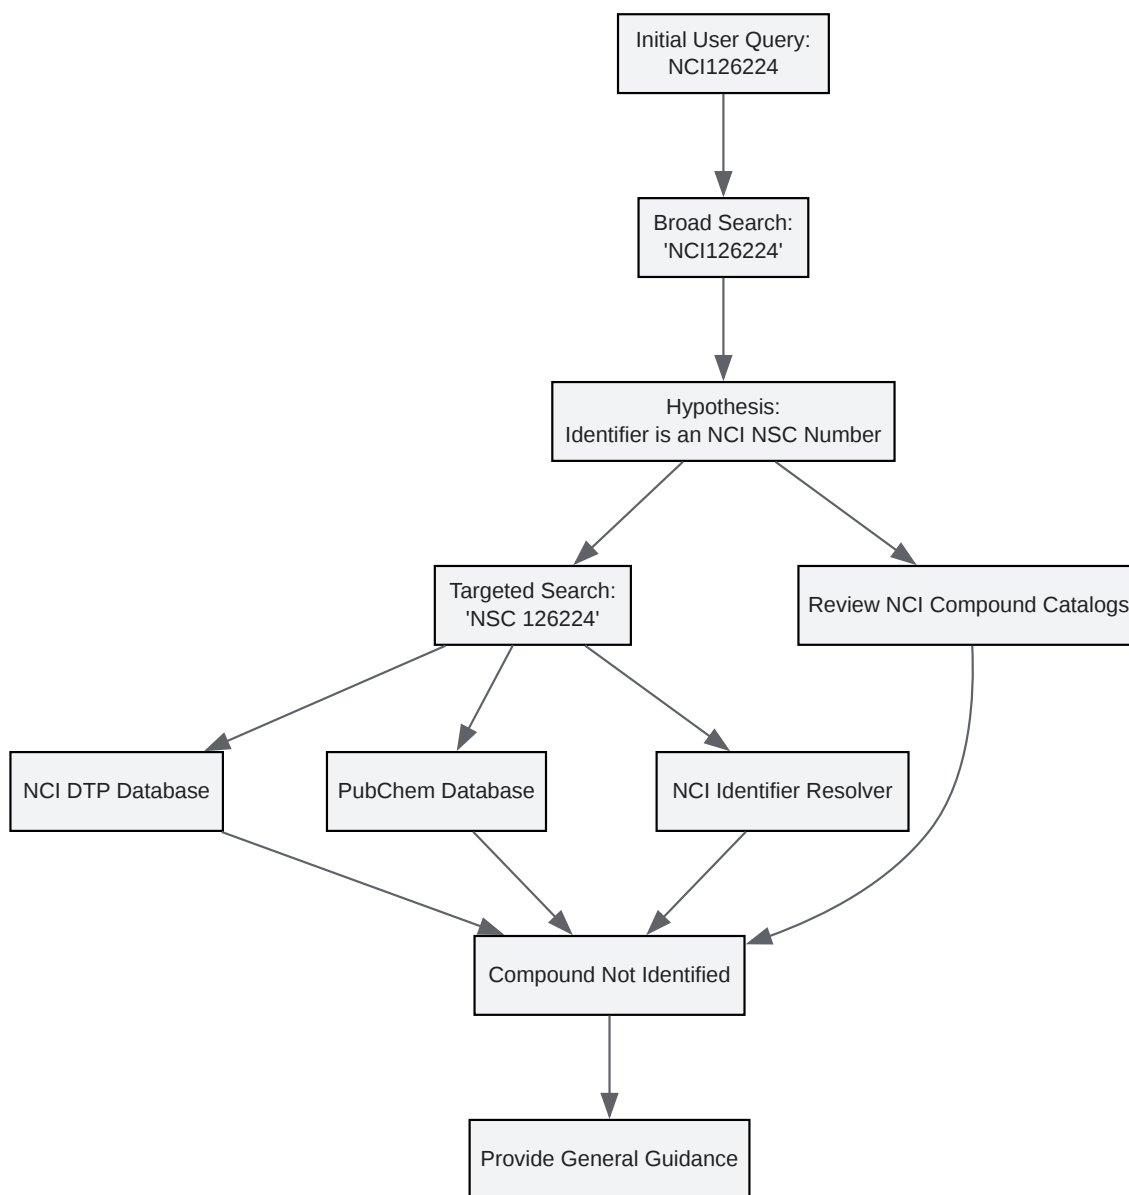 Initial User Query:
NCI126224
Broad Search:
'NCI126224'
Hypothesis:
Identifier is an NCI NSC Number
Targeted Search:
'NSC 126224'
Review NCI Compound Catalogs
NCI DTP Database
PubChem Database
NCI Identifier Resolver
Compound Not Identified
Provide General Guidance